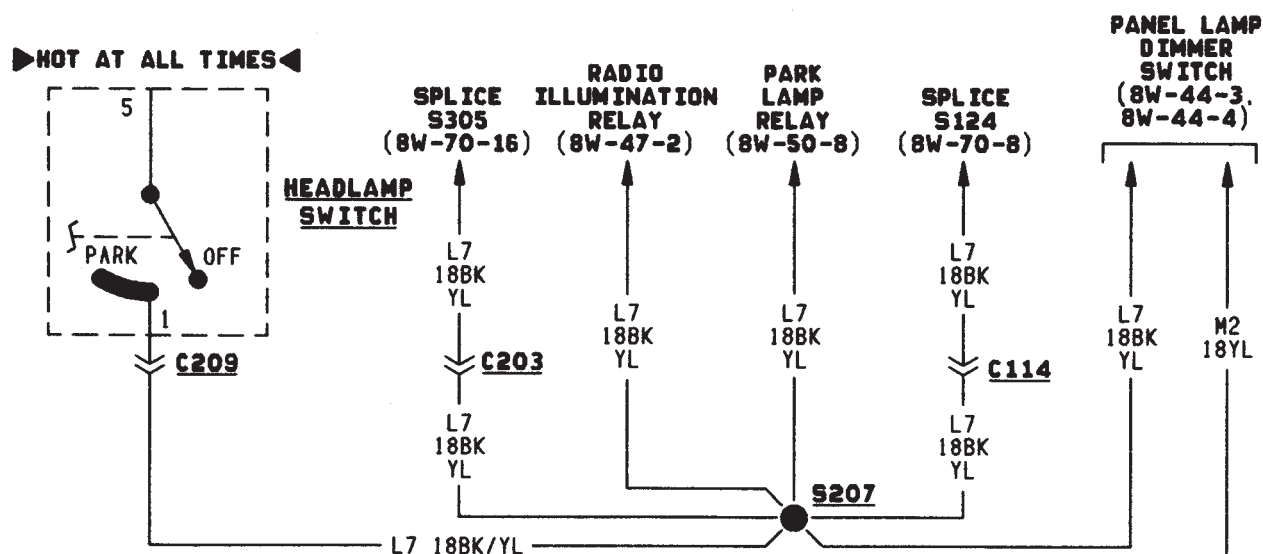 ▶HOT AT ALL TIMES◀
5
HEADLAMP
SWITCH
PARK
OFF
1
C209
SPLICE
S305
(8W-70-16)
L7
18BK
YL
C203
L7
18BK
YL
RADIO
ILLUMINATION
RELAY
(8W-47-2)
L7
18BK
YL
PARK
LAMP
RELAY
(8W-50-8)
L7
18BK
YL
SPLICE
S124
(8W-70-8)
L7
18BK
YL
C114
L7
18BK
YL
PANEL LAMP
DIMMER
SWITCH
(8W-44-3,
8W-44-4)
L7
18BK
YL
M2
18YL
S207
L7 18BK/YL